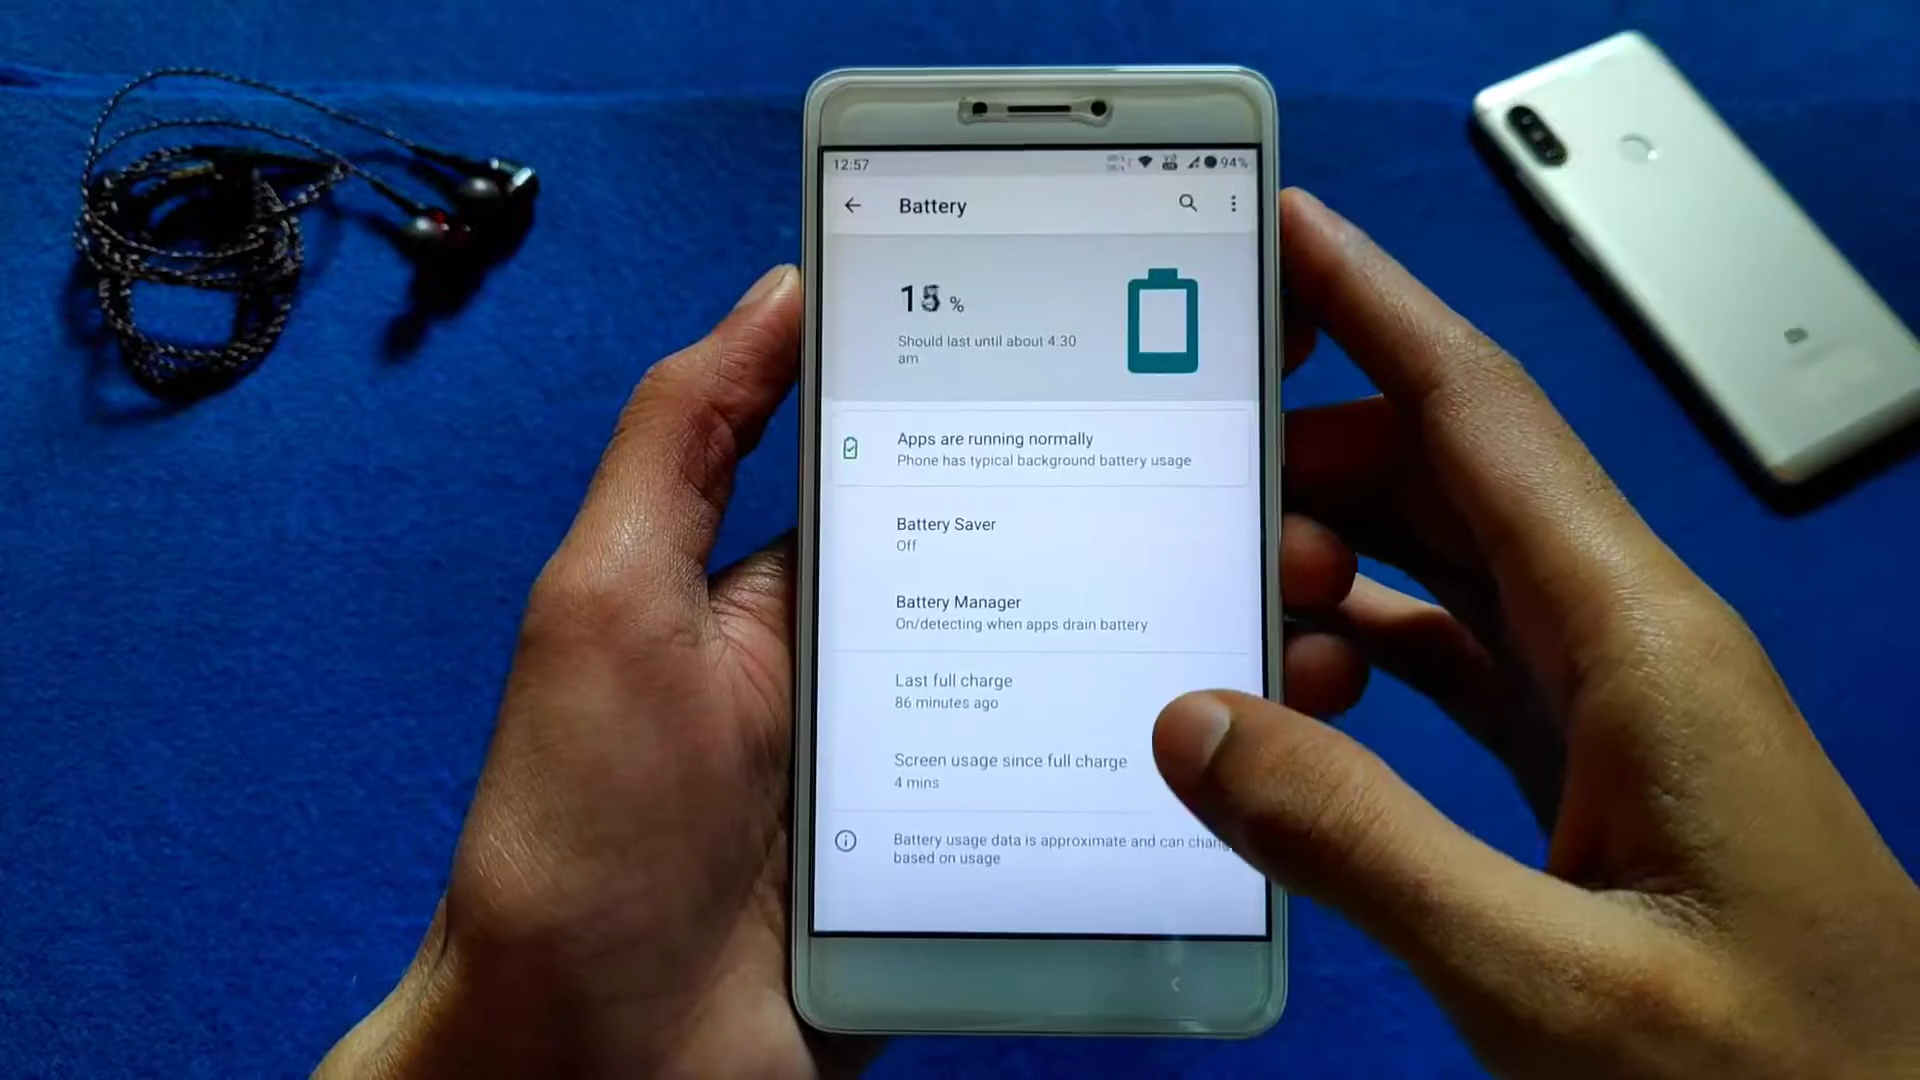 12:57
94%
Battery
%
Should last until about 4:30
am
Apps are running normally
Phone has typical background battery usage
Battery Saver
Off
Battery Manager
On/detecting when apps drain battery
Last full charge
86 minutes ago
Screen usage since full charge
4 mins
Battery usage data is approximate and can
based on usage